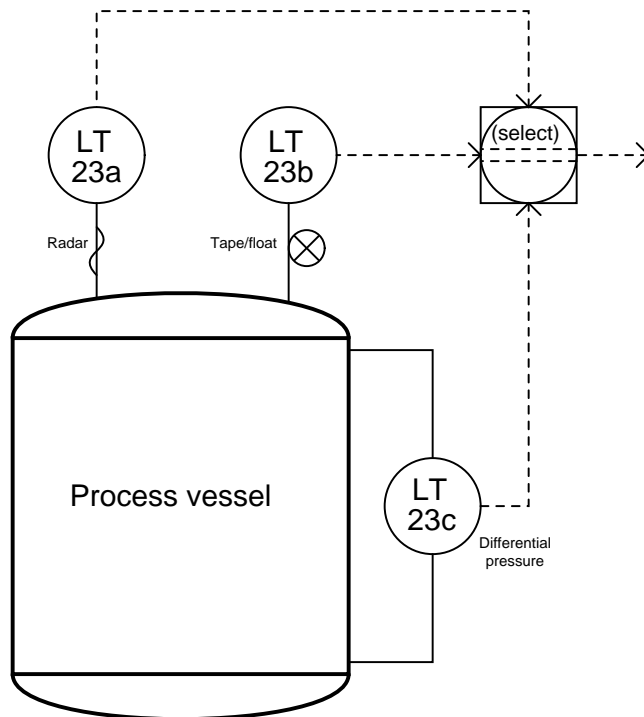 LT
23a
LT
23b
(select)
Radar
Tape/float
Process vessel
LT
23c
Differential
pressure